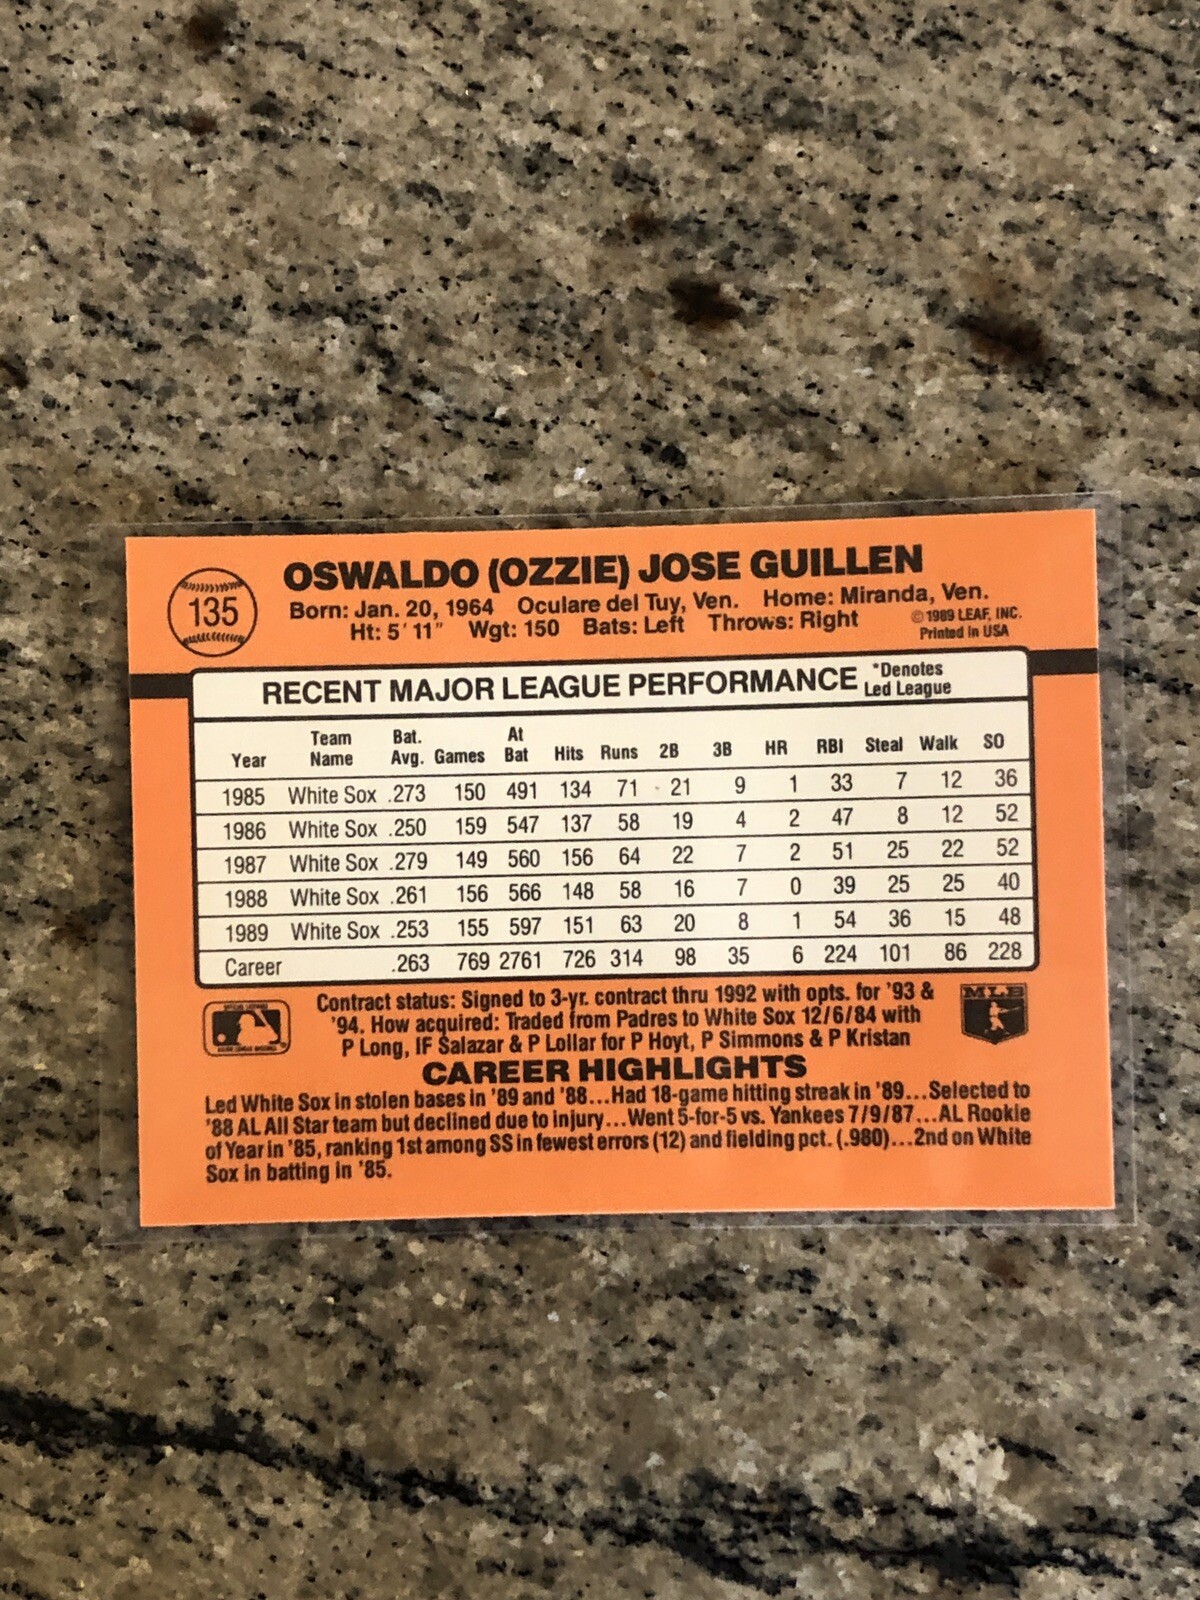 135
OSWALDO (OZZIE) JOSE GUILLEN
Born: Jan. 20, 1964 Oculare del Tuy, Ven. Home: Miranda, Ven.
Ht: 5' 11" Wgt: 150 Bats: Left Throws: Right
© 1989 LEAF, INC.
Printed in USA
RECENT MAJOR LEAGUE PERFORMANCE *Denotes Led League
Year Team Name Bat. Avg. Games At Bat Hits Runs 2B 3B HR RBI Steal Walk SO
1985 White Sox .273 150 491 134 71 21 9 1 33 7 12 36
1986 White Sox .250 159 547 137 58 19 4 2 47 8 12 52
1987 White Sox .279 149 560 156 64 22 7 2 51 25 22 52
1988 White Sox .261 156 566 148 58 16 7 0 39 25 25 40
1989 White Sox .253 155 597 151 63 20 8 1 54 36 15 48
Career .263 769 2761 726 314 98 35 6 224 101 86 228
Contract status: Signed to 3-yr. contract thru 1992 with opts. for '93 &
'94. How acquired: Traded from Padres to White Sox 12/6/84 with
P Long, IF Salazar & P Lollar for P Hoyt, P Simmons & P Kristan
MLB
CAREER HIGHLIGHTS
Led White Sox in stolen bases in '89 and '88...Had 18-game hitting streak in '89...Selected to
'88 AL All Star team but declined due to injury...Went 5-for-5 vs. Yankees 7/9/87...AL Rookie
of Year in '85, ranking 1st among SS in fewest errors (12) and fielding pct. (.980)...2nd on White
Sox in batting in '85.